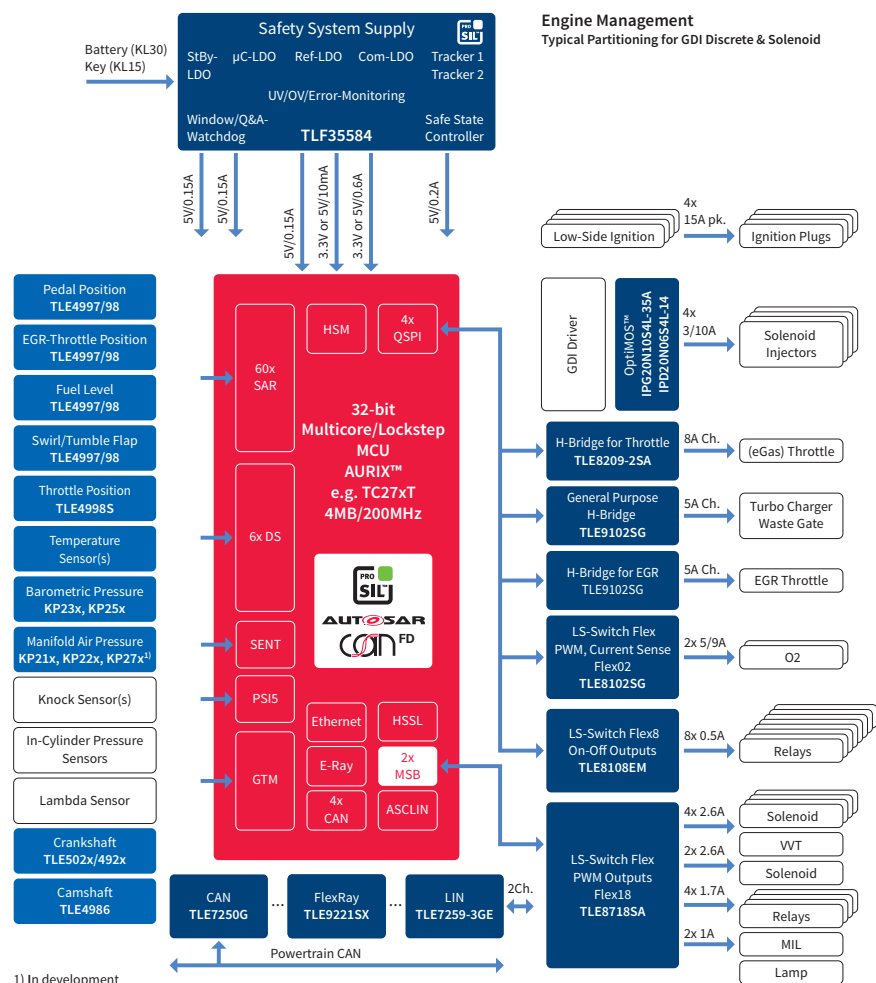 Engine Management
Typical Partitioning for GDI Discrete & Solenoid
Battery (KL30)
Key (KL15)
Safety System Supply
PRO
SIL
StBy-
LDO
µC-LDO
Ref-LDO
Com-LDO
Tracker 1
Tracker 2
UV/OV/Error-Monitoring
Window/Q&A-
Watchdog
TLF35584
Safe State
Controller
5V/0.15A
5V/0.15A
5V/0.15A
3.3V or 5V/10mA
3.3V or 5V/0.6A
5V/0.2A
Pedal Position
TLE4997/98
EGR-Throttle Position
TLE4997/98
Fuel Level
TLE4997/98
Swirl/Tumble Flap
TLE4997/98
Throttle Position
TLE4998S
Temperature
Sensor(s)
Barometric Pressure
KP23x, KP25x
Manifold Air Pressure
KP21x, KP22x, KP27x1)
Knock Sensor(s)
In-Cylinder Pressure
Sensors
Lambda Sensor
Crankshaft
TLE502x/492x
Camshaft
TLE4986
1) In development
60x
SAR
6x DS
SENT
PSI5
GTM
HSM
4x
QSPI
32-bit
Multicore/Lockstep
MCU
AURIX™
e.g. TC27xT
4MB/200MHz
PRO
SIL™
AUTOSAR
CAN FD
Ethernet
HSSL
E-Ray
2x
MSB
4x
CAN
ASCLIN
CAN
TLE7250G
...
FlexRay
TLE9221SX
...
LIN
TLE7259-3GE
2Ch.
Powertrain CAN
Low-Side Ignition
4x
15A pk.
Ignition Plugs
GDI Driver
OptiMOS™
IPG20N10S4L-35A
IPD20N06S4L-14
4x
3/10A
Solenoid
Injectors
H-Bridge for Throttle
TLE8209-2SA
8A Ch.
(eGas) Throttle
General Purpose
H-Bridge
TLE9102SG
5A Ch.
Turbo Charger
Waste Gate
H-Bridge for EGR
TLE9102SG
5A Ch.
EGR Throttle
LS-Switch Flex
PWM, Current Sense
Flex02
TLE8102SG
2x 5/9A
O2
LS-Switch Flex8
On-Off Outputs
TLE8108EM
8x 0.5A
Relays
LS-Switch Flex
PWM Outputs
Flex18
TLE8718SA
4x 2.6A
Solenoid
VVT
2x 2.6A
Solenoid
4x 1.7A
Relays
2x 1A
MIL
Lamp